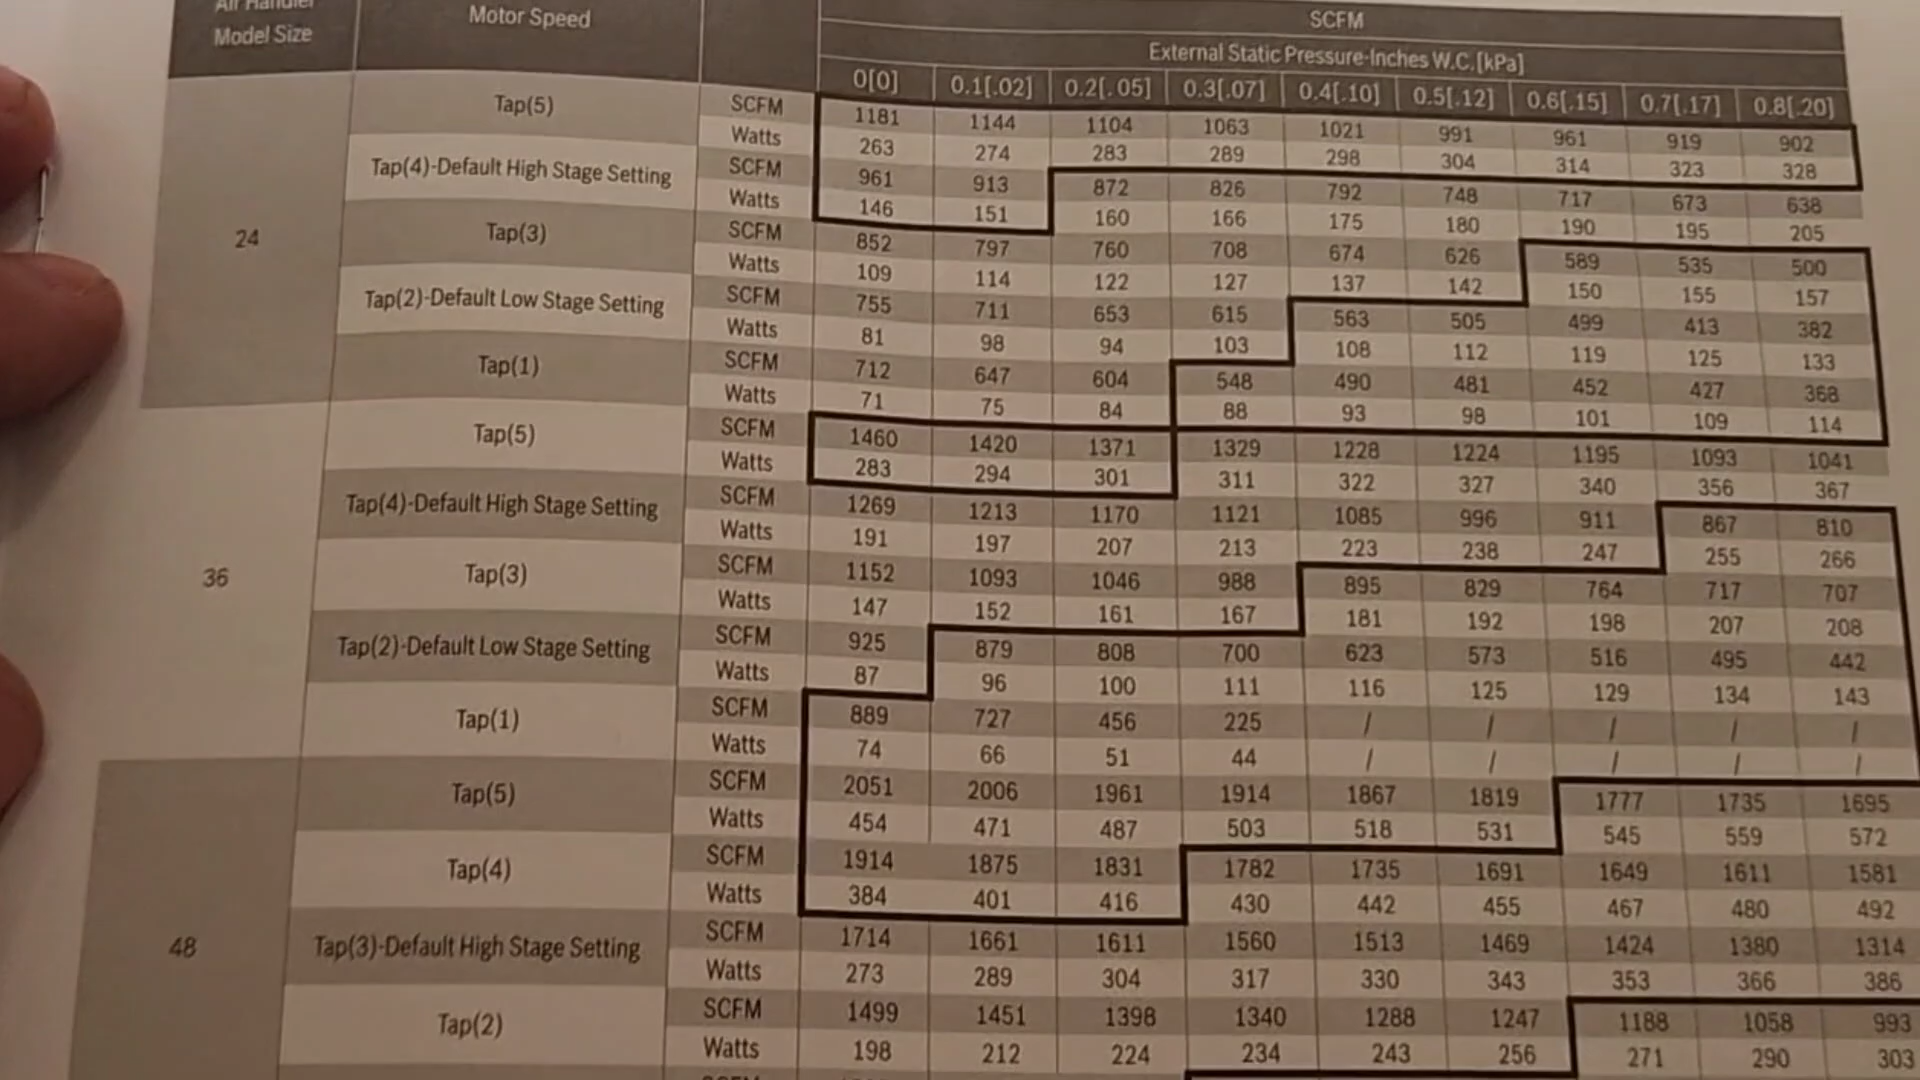 Air Handler Model Size Motor Speed SCFM
External Static Pressure-Inches W.C.[kPa]
0[0] 0.1[.02] 0.2[.05] 0.3[.07] 0.4[.10] 0.5[.12] 0.6[.15] 0.7[.17] 0.8[.20]
24
Tap(5) SCFM 1181 1144 1104 1063 1021 991 961 919 902
Watts 263 274 283 289 298 304 314 323 328
Tap(4)-Default High Stage Setting SCFM 961 913 872 826 792 748 717 673 638
Watts 146 151 160 166 175 180 190 195 205
Tap(3) SCFM 852 797 760 708 674 626 589 535 500
Watts 109 114 122 127 137 142 150 155 157
Tap(2)-Default Low Stage Setting SCFM 755 711 653 615 563 505 499 413 382
Watts 81 98 94 103 108 112 119 125 133
Tap(1) SCFM 712 647 604 548 490 481 452 427 368
Watts 71 75 84 88 93 98 101 109 114
36
Tap(5) SCFM 1460 1420 1371 1329 1228 1224 1195 1093 1041
Watts 283 294 301 311 322 327 340 356 367
Tap(4)-Default High Stage Setting SCFM 1269 1213 1170 1121 1085 996 911 867 810
Watts 191 197 207 213 223 238 247 255 266
Tap(3) SCFM 1152 1093 1046 988 895 829 764 717 707
Watts 147 152 161 167 181 192 198 207 208
Tap(2)-Default Low Stage Setting SCFM 925 879 808 700 623 573 516 495 442
Watts 87 96 100 111 116 125 129 134 143
Tap(1) SCFM 889 727 456 225 / / / / /
Watts 74 66 51 44 / / / / /
48
Tap(5) SCFM 2051 2006 1961 1914 1867 1819 1777 1735 1695
Watts 454 471 487 503 518 531 545 559 572
Tap(4) SCFM 1914 1875 1831 1782 1735 1691 1649 1611 1581
Watts 384 401 416 430 442 455 467 480 492
Tap(3)-Default High Stage Setting SCFM 1714 1661 1611 1560 1513 1469 1424 1380 1314
Watts 273 289 304 317 330 343 353 366 386
Tap(2) SCFM 1499 1451 1398 1340 1288 1247 1188 1058 993
Watts 198 212 224 234 243 256 271 290 303